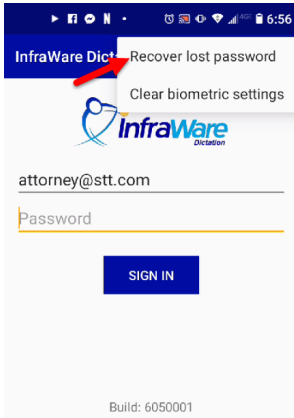 6:56
InfraWare Dict
Recover lost password
Clear biometric settings
InfraWare
Dictation
attorney@stt.com
Password
SIGN IN
Build: 6050001